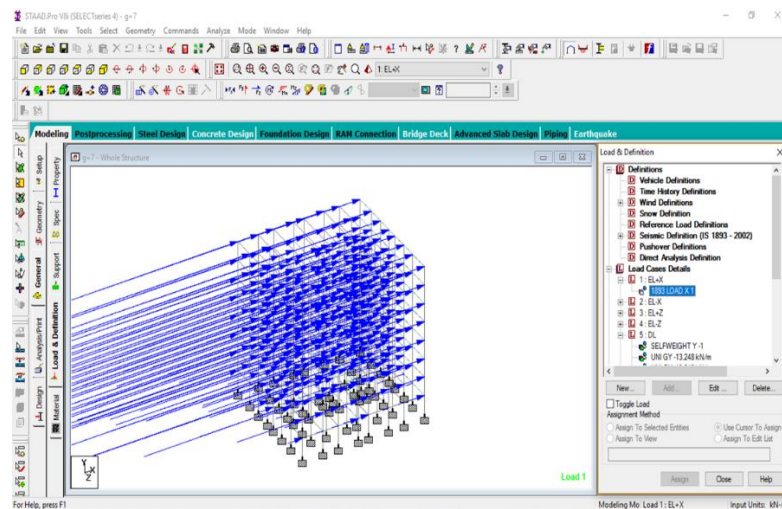 STAAD.Pro V8i (SELECTseries 4) - g+7
File Edit View Tools Select Geometry Commands Analyze Mode Window Help
1: EL+X
Modeling Postprocessing Steel Design Concrete Design Foundation Design RAM Connection Bridge Deck Advanced Slab Design Piping Earthquake
Setup
Geometry
General
Analysis/Print
Design
Property
Spec
Support
Load & Definition
Material
g+7 - Whole Structure
Y
X
Z
Load 1
Load & Definition
Definitions
Vehicle Definitions
Time History Definitions
Wind Definitions
Snow Definition
Reference Load Definitions
Seismic Definition (IS 1893 - 2002)
Pushover Definitions
Direct Analysis Definition
Load Cases Details
1 : EL+X
1893 LOAD X 1
2 : EL-X
3 : EL+Z
4 : EL-Z
5 : DL
SELFWEIGHT Y -1
UNI GY -13.248 kN/m
New... Add... Edit ... Delete...
Toggle Load
Assignment Method
Assign To Selected Entities Use Cursor To Assign
Assign To View Assign To Edit List
Assign Close Help
For Help, press F1
Modeling Mo Load 1 : EL+X Input Units: kN-